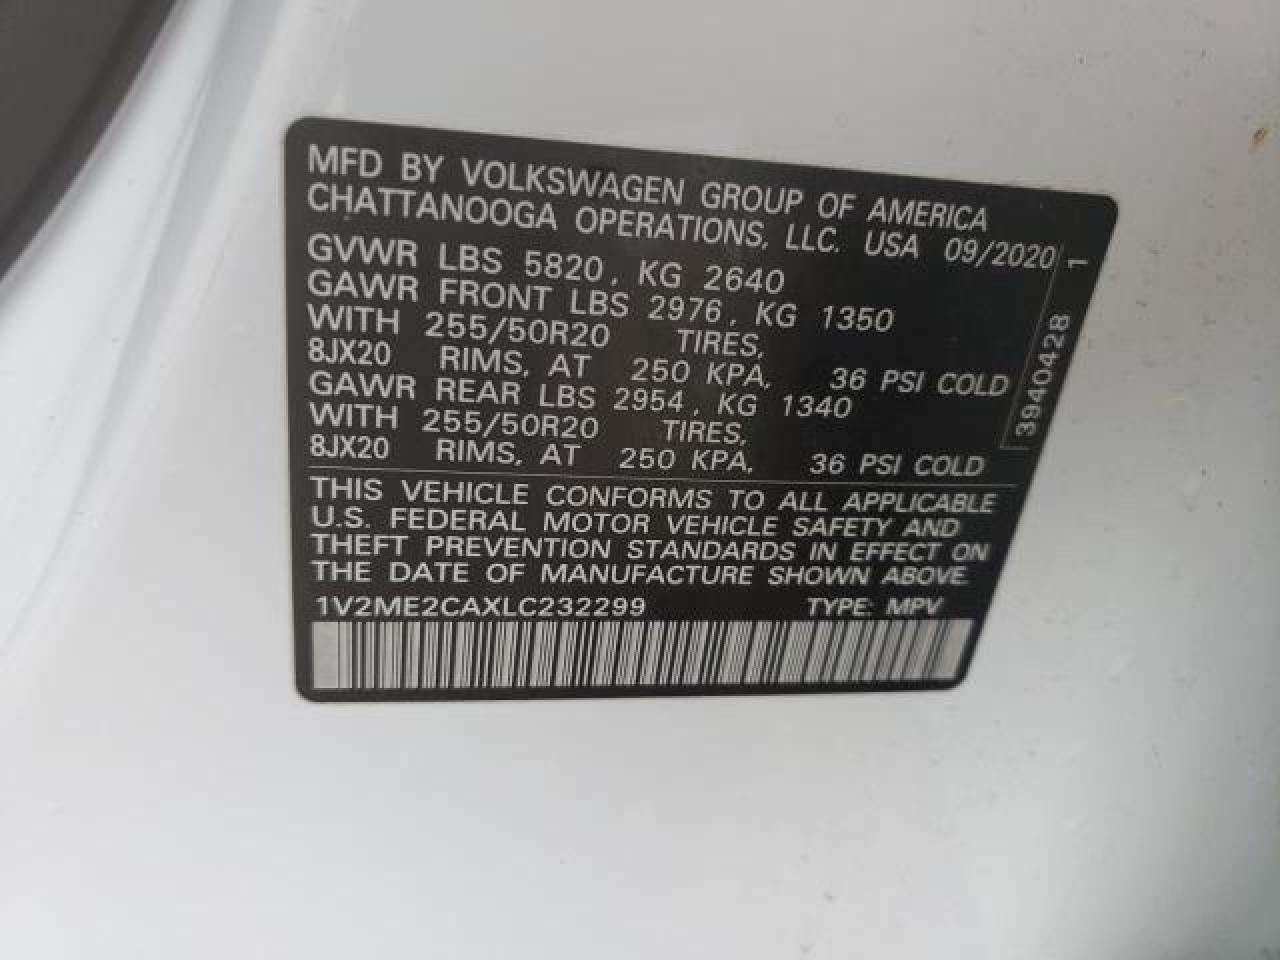 MFD BY VOLKSWAGEN GROUP OF AMERICA
CHATTANOOGA OPERATIONS, LLC. USA 09/2020
GVWR LBS 5820, KG 2640
GAWR FRONT LBS 2976, KG 1350
WITH 255/50R20 TIRES,
8JX20 RIMS, AT 250 KPA, 36 PSI COLD
GAWR REAR LBS 2954, KG 1340
WITH 255/50R20 TIRES,
8JX20 RIMS, AT 250 KPA, 36 PSI COLD
3940428 1
THIS VEHICLE CONFORMS TO ALL APPLICABLE
U.S. FEDERAL MOTOR VEHICLE SAFETY AND
THEFT PREVENTION STANDARDS IN EFFECT ON
THE DATE OF MANUFACTURE SHOWN ABOVE.
1V2ME2CAXLC232299 TYPE: MPV